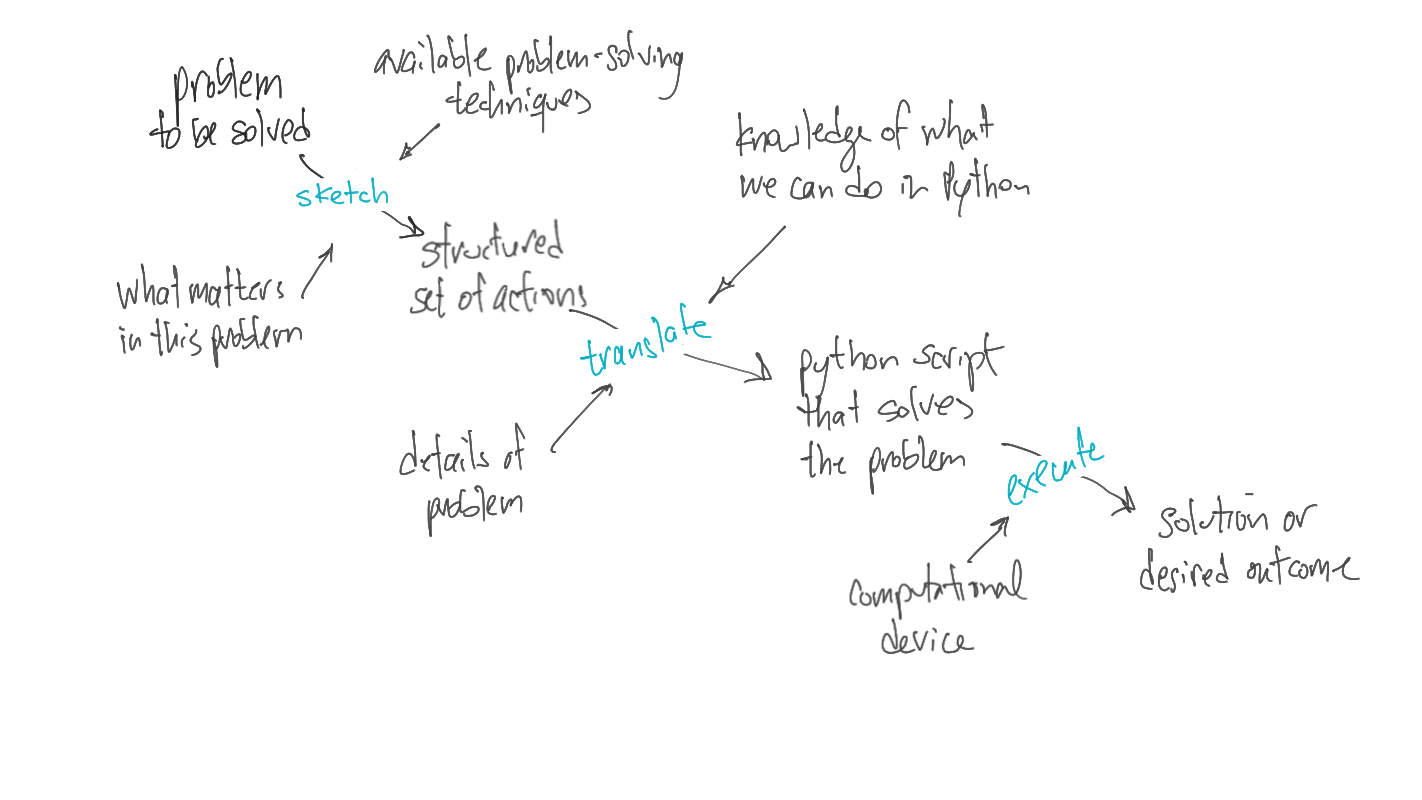 problem
to be solved
available problem-solving
techniques
sketch
knowledge of what
we can do in Python
structured
set of actions
what matters
in this problem
translate
python script
that solves
the problem
details of
problem
execute
solution or
desired outcome
computational
device